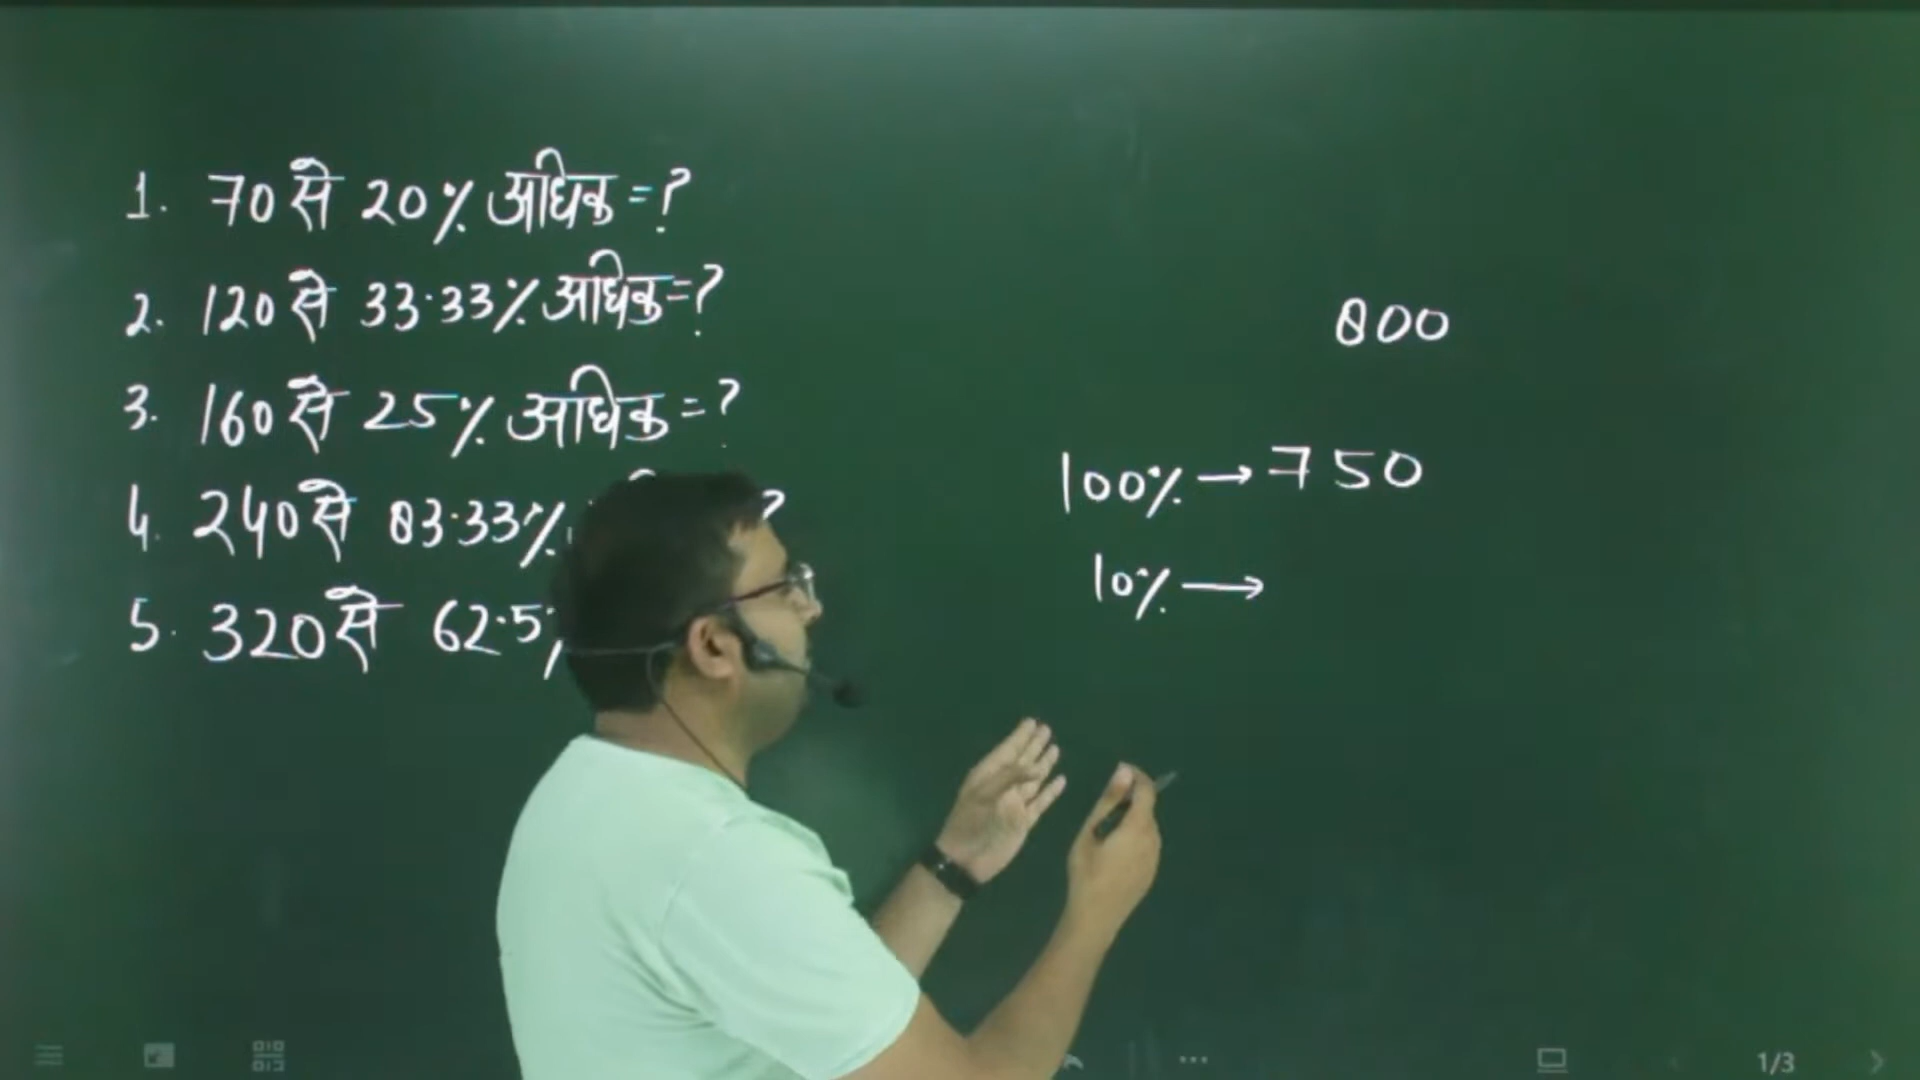 1. 70 से 20% अधिक = ?
2. 120 से 33.33% अधिक = ?
3. 160 से 25% अधिक = ?
4. 240 से 83.33% ?
5. 320 से 62.5%
800
100% → 750
10% →
1/3